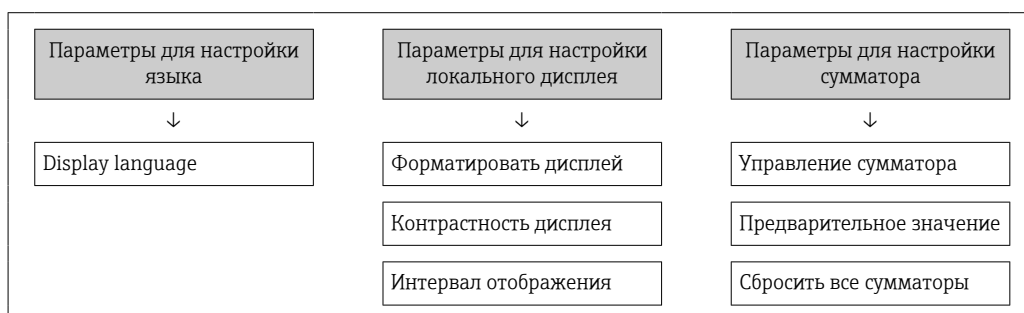 Параметры для настройки
языка
↓
Display language
Параметры для настройки
локального дисплея
↓
Форматировать дисплей
Контрастность дисплея
Интервал отображения
Параметры для настройки
сумматора
↓
Управление сумматора
Предварительное значение
Сбросить все сумматоры